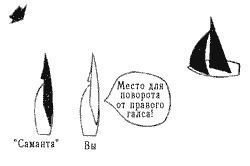 Место для
поворота
от правого
галса!
"Саманта"
Вы